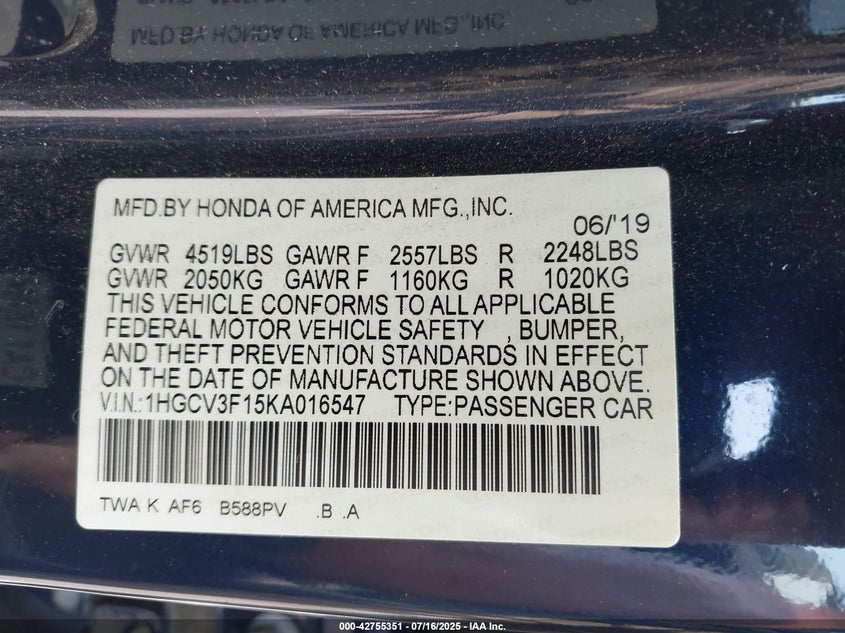 MFD BY HONDA OF AMERICA MFG.,INC.
MFD.BY HONDA OF AMERICA MFG.,INC.
06/'19
GVWR 4519LBS GAWR F 2557LBS R 2248LBS
GVWR 2050KG GAWR F 1160KG R 1020KG
THIS VEHICLE CONFORMS TO ALL APPLICABLE
FEDERAL MOTOR VEHICLE SAFETY , BUMPER,
AND THEFT PREVENTION STANDARDS IN EFFECT
ON THE DATE OF MANUFACTURE SHOWN ABOVE.
V.I.N.:1HGCV3F15KA016547 TYPE:PASSENGER CAR
TWA K AF6 B588PV .B .A
000-42755351 - 07/16/2025 - IAA Inc.